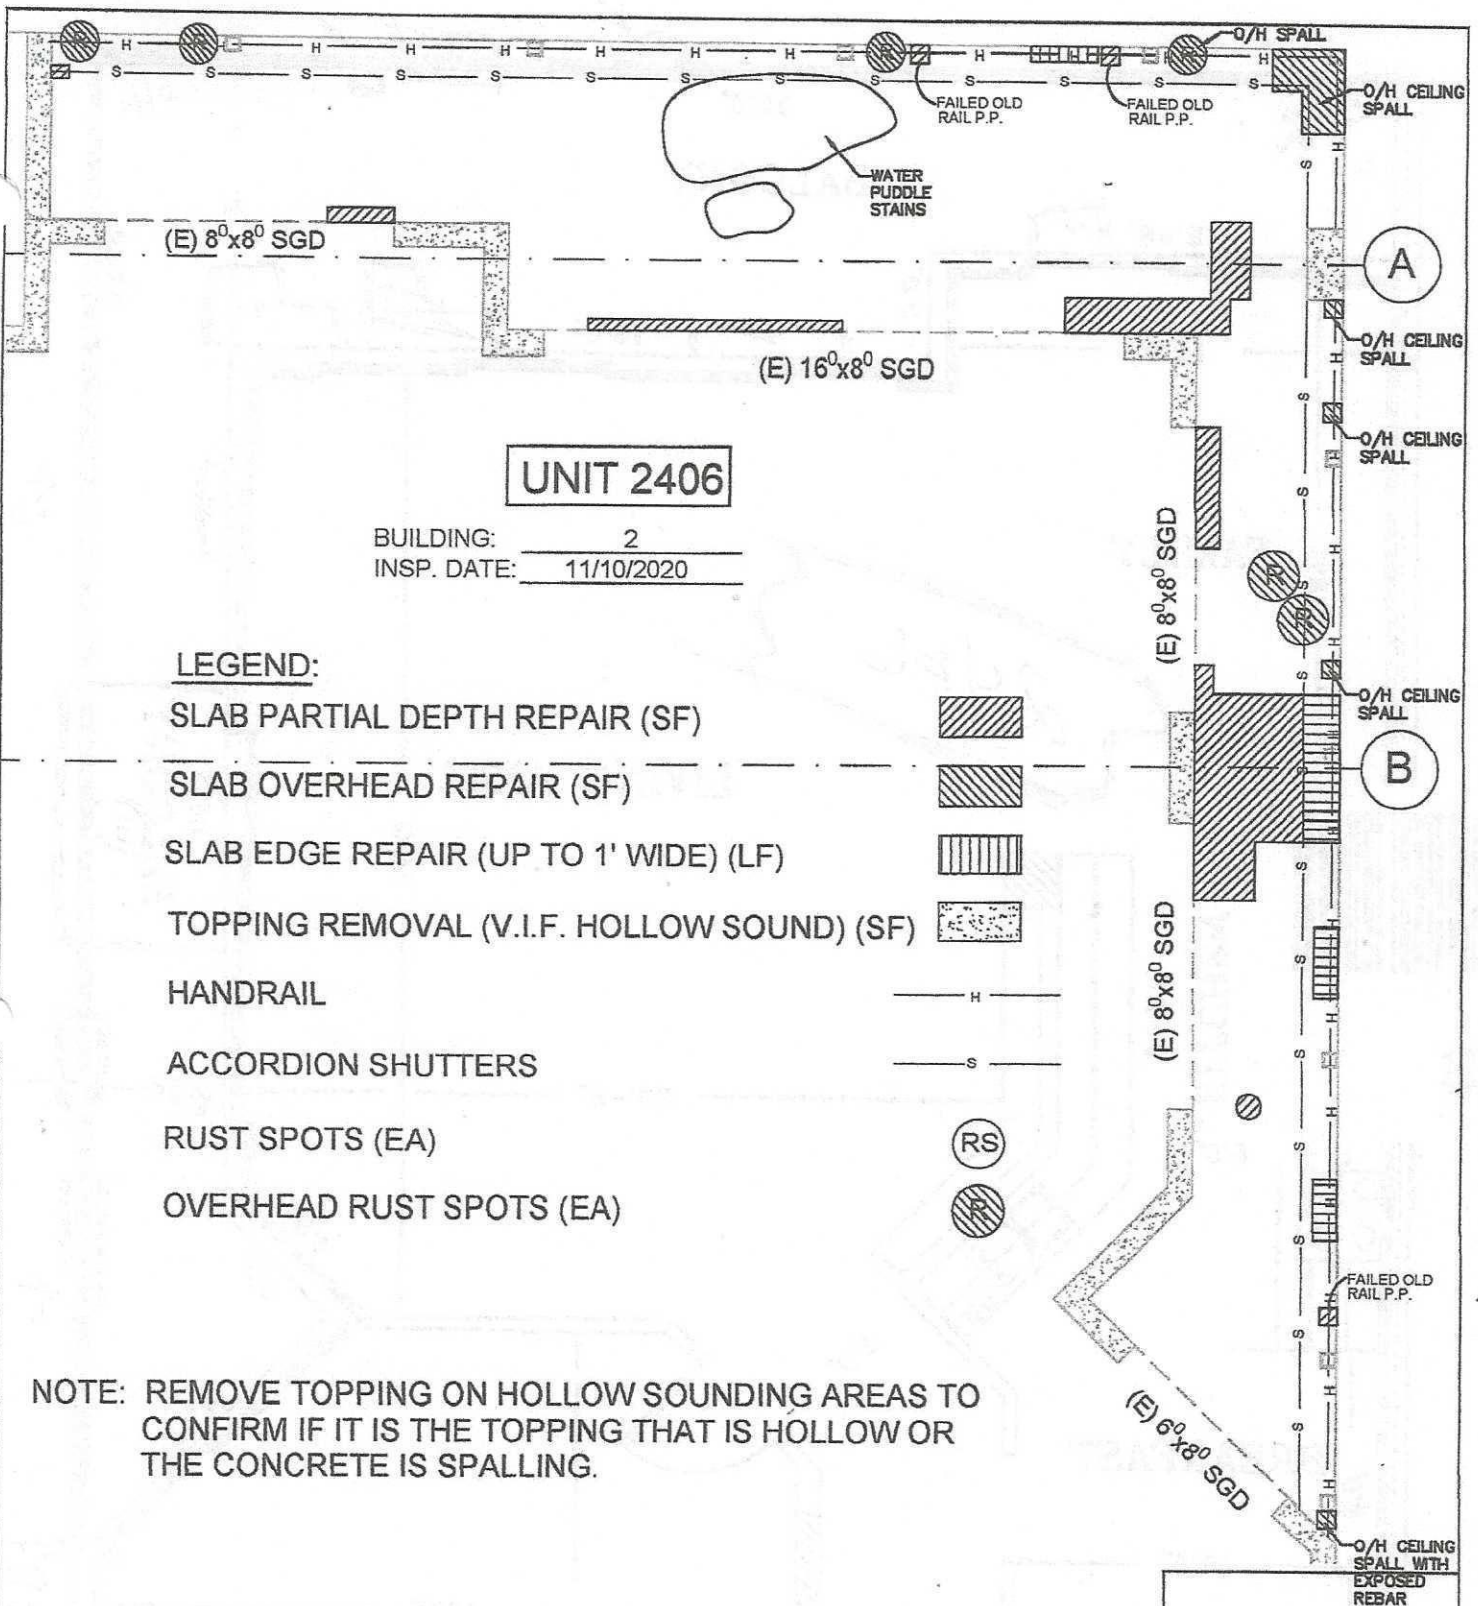 O/H SPALL
O/H CEILING
SPALL
FAILED OLD
RAIL P.P.
FAILED OLD
RAIL P.P.
WATER
PUDDLE
STAINS
(E) 8⁰x8⁰ SGD
A
O/H CEILING
SPALL
(E) 16⁰x8⁰ SGD
O/H CEILING
SPALL
UNIT 2406
BUILDING: 2
INSP. DATE: 11/10/2020
(E) 8⁰x8⁰ SGD
O/H CEILING
SPALL
B
LEGEND:
SLAB PARTIAL DEPTH REPAIR (SF)
SLAB OVERHEAD REPAIR (SF)
SLAB EDGE REPAIR (UP TO 1' WIDE) (LF)
TOPPING REMOVAL (V.I.F. HOLLOW SOUND) (SF)
HANDRAIL H
ACCORDION SHUTTERS S
RUST SPOTS (EA) RS
OVERHEAD RUST SPOTS (EA) R
(E) 8⁰x8⁰ SGD
FAILED OLD
RAIL P.P.
NOTE: REMOVE TOPPING ON HOLLOW SOUNDING AREAS TO
CONFIRM IF IT IS THE TOPPING THAT IS HOLLOW OR
THE CONCRETE IS SPALLING.
(E) 6⁰x8⁰ SGD
O/H CEILING
SPALL WITH
EXPOSED
REBAR